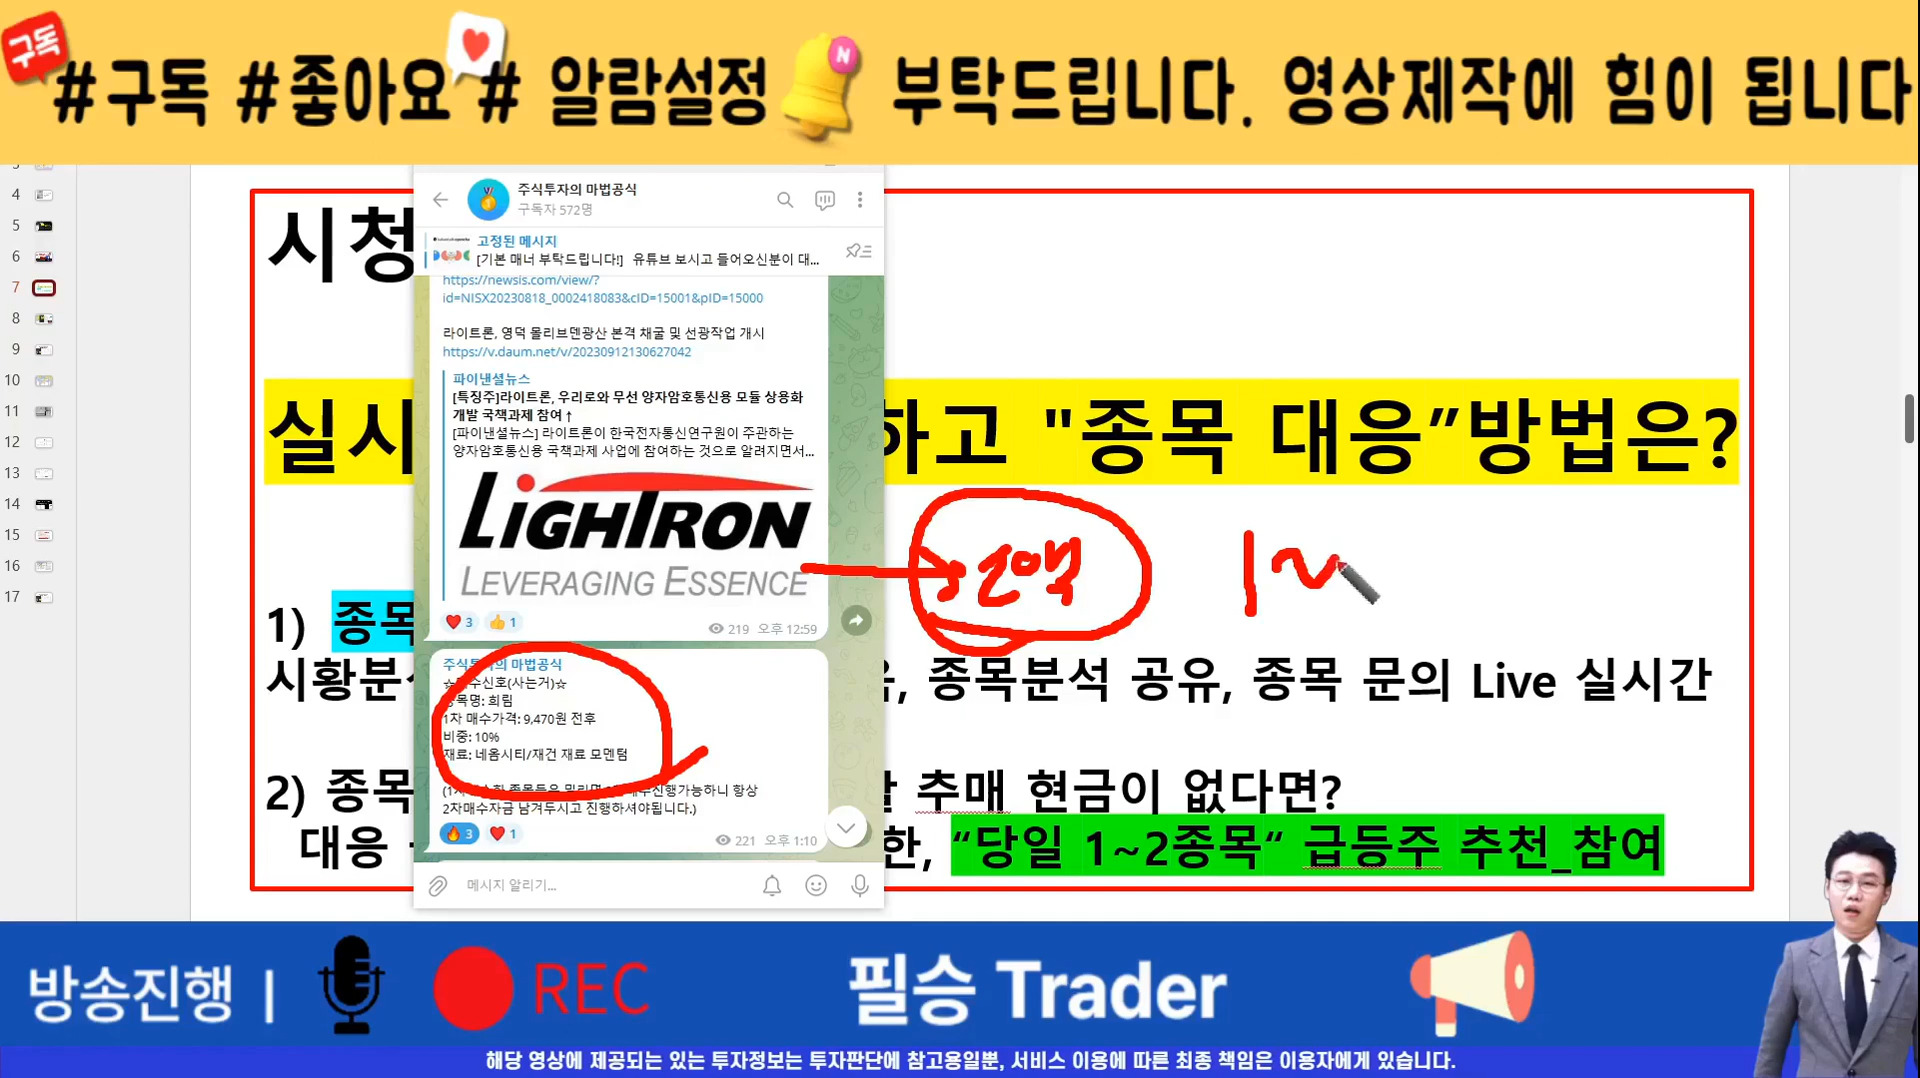 구독
#구독 #좋아요 # 알람설정 N 부탁드립니다. 영상제작에 힘이 됩니다
4
5
6
7
8
9
10
11
12
13
14
15
16
17
시청
주식투자의 마법공식
구독자 572명
고정된 메시지
[기본 매너 부탁드립니다!] 유튜브 보시고 들어오신분이 대...
https://newsis.com/view/?
id=NISX20230818_0002418083&cID=15001&pID=15000
라이트론, 영덕 몰리브덴광산 본격 채굴 및 선광작업 개시
https://v.daum.net/v/20230912130627042
파이낸셜뉴스
[특징주]라이트론, 우리로와 무선 양자암호통신용 모듈 상용화
개발 국책과제 참여↑
[파이낸셜뉴스] 라이트론이 한국전자통신연구원이 주관하는
양자암호통신용 국책과제 사업에 참여하는 것으로 알려지면서...
LIGHTRON
LEVERAGING ESSENCE
3 1
219 오후 12:59
실시 하고 "종목 대응”방법은?
1~
1) 종목
시황분 종목분석 공유, 종목 문의 Live 실시간
주식투자의 마법공식
☆매수신호(사는거)☆
종목명: 희림
1차 매수가격: 9,470원 전후
비중: 10%
재료: 네옴시티/재건 재료 모멘텀
2차매수자금 남겨두시고 진행하셔야됩니다.)
3 1
221 오후 1:10
메시지 알리기...
2) 종목 추매 현금이 없다면?
대응 한, “당일 1~2종목“ 급등주 추천_참여
방송진행 |
REC
필승 Trader
해당 영상에 제공되는 있는 투자정보는 투자판단에 참고용일뿐, 서비스 이용에 따른 최종 책임은 이용자에게 있습니다.